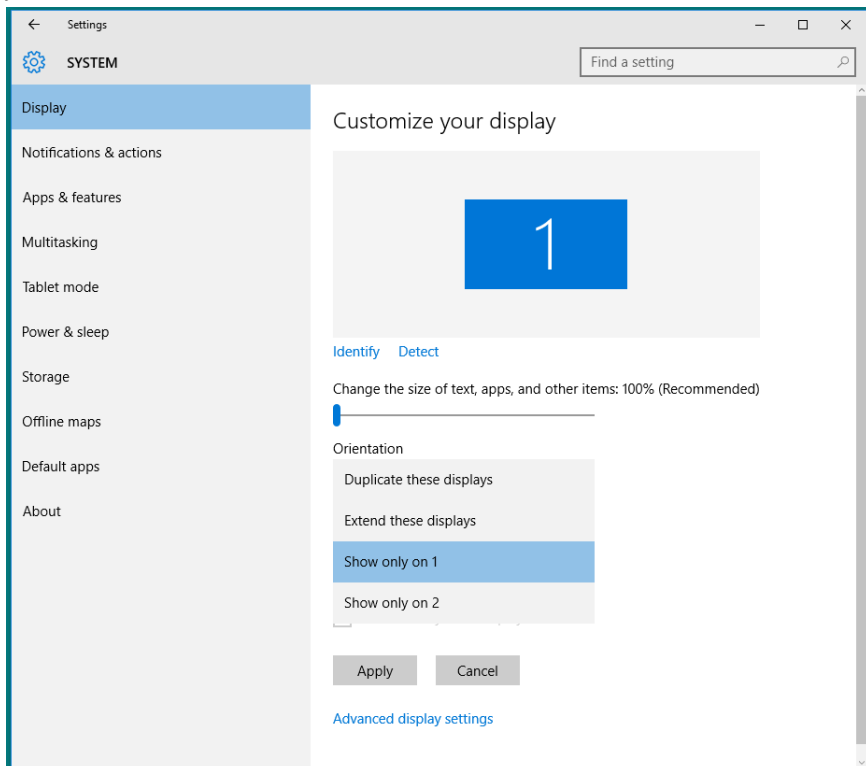 Settings
SYSTEM
Find a setting
Display
Notifications & actions
Apps & features
Multitasking
Tablet mode
Power & sleep
Storage
Offline maps
Default apps
About
Customize your display
1
Identify Detect
Change the size of text, apps, and other items: 100% (Recommended)
Orientation
Duplicate these displays
Extend these displays
Show only on 1
Show only on 2
Apply Cancel
Advanced display settings